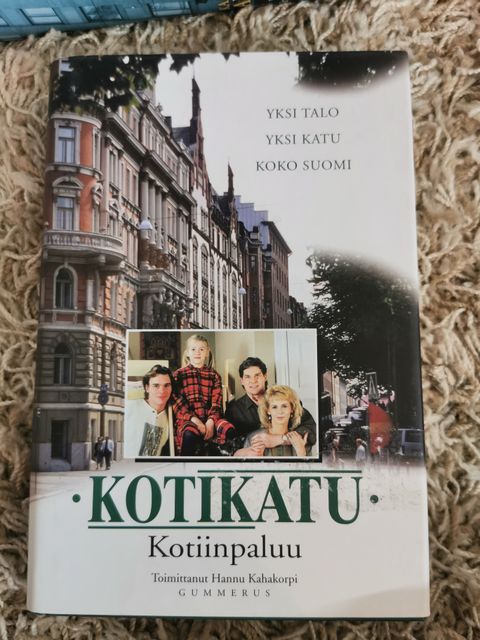 YKSI TALO
YKSI KATU
KOKO SUOMI
·KOTIKATU·
Kotiinpaluu
Toimittanut Hannu Kahakorpi
GUMMERUS